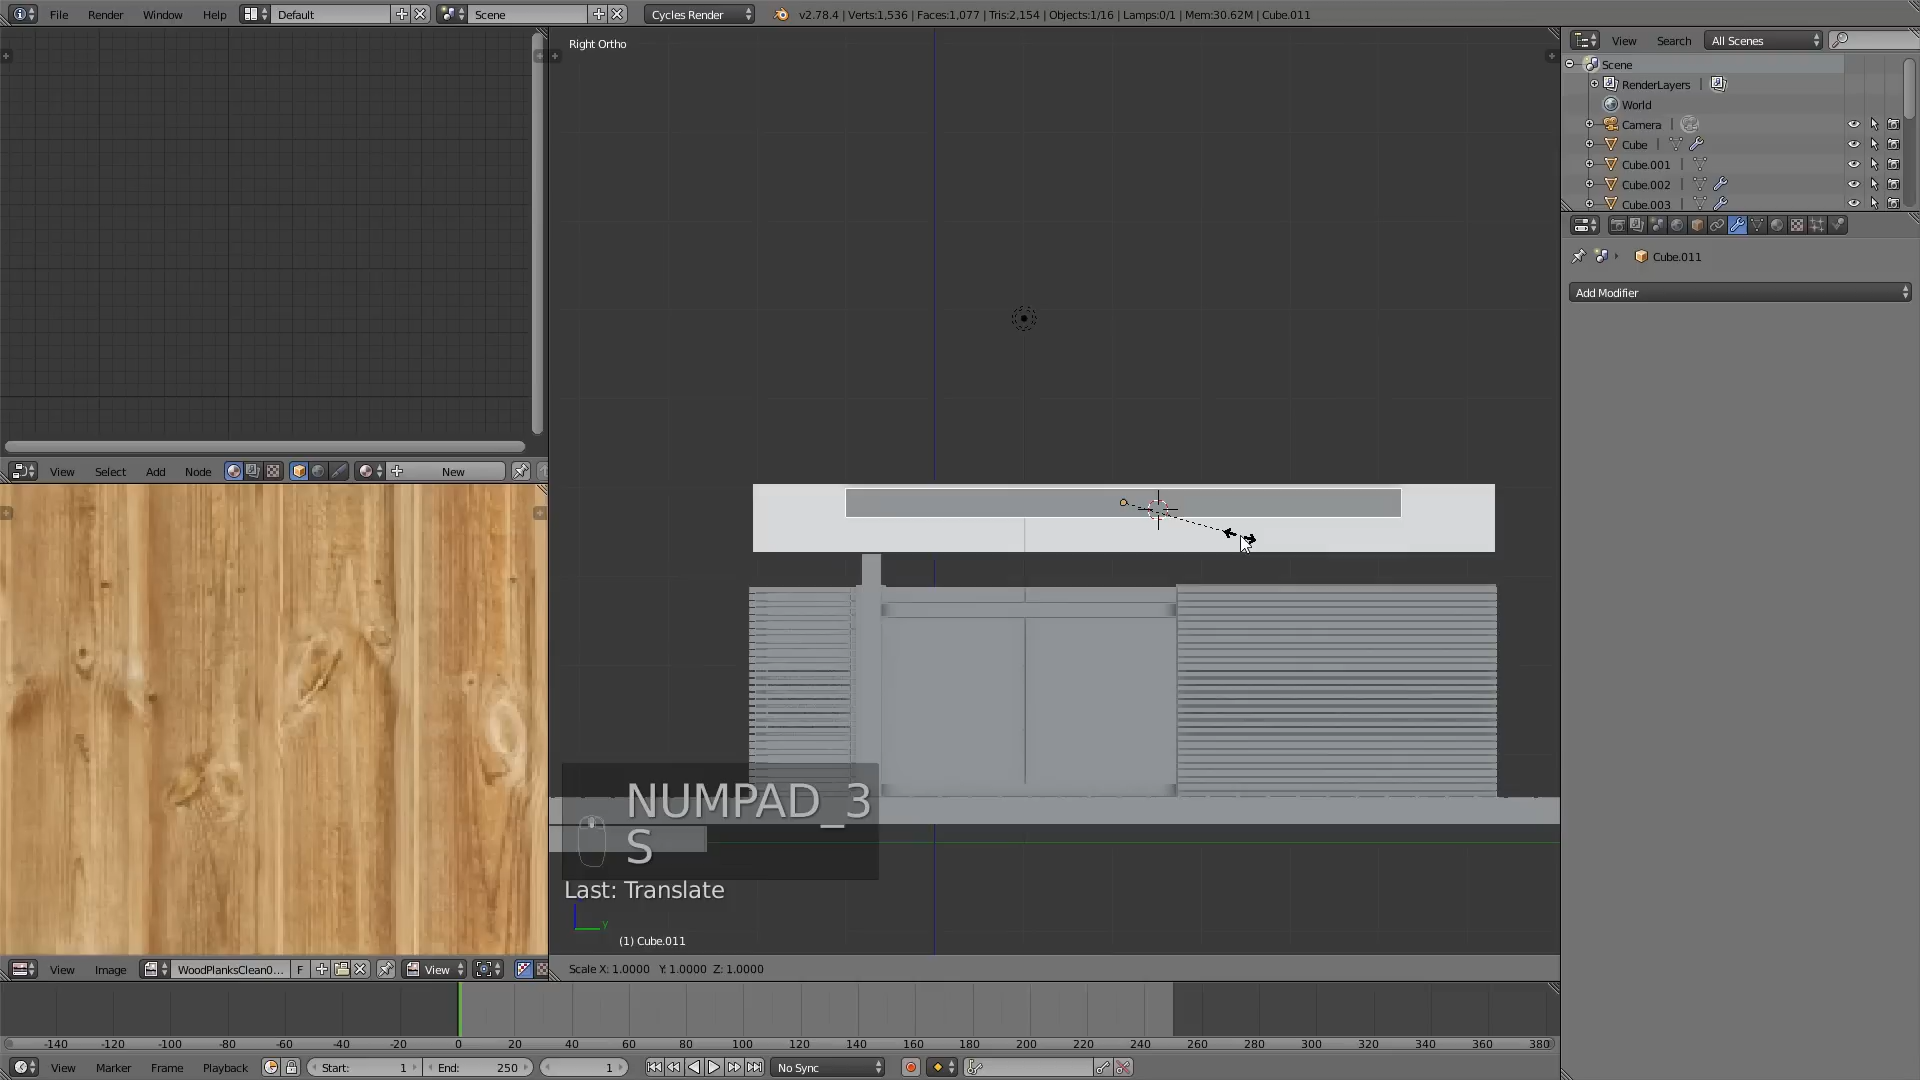 File Render Window Help Default Scene Cycles Render v2.78.4 | Verts:1,536 | Faces:1,077 | Tris:2,154 | Objects:1/16 | Lamps:0/1 | Mem:30.62M | Cube.011
Right Ortho
View Search All Scenes
Scene
RenderLayers
World
Camera
Cube
Cube.001
Cube.002
Cube.003
Cube.011
Add Modifier
View Select Add Node New
NUMPAD_3
S
Last: Translate
Y
(1) Cube.011
View Image WoodPlanksClean0... F View
Scale X: 1.0000 Y: 1.0000 Z: 1.0000
-140 -120 -100 -80 -60 -40 -20 0 20 40 60 80 100 120 140 160 180 200 220 240 260 280 300 320 340 360 380
View Marker Frame Playback Start: 1 End: 250 1 No Sync